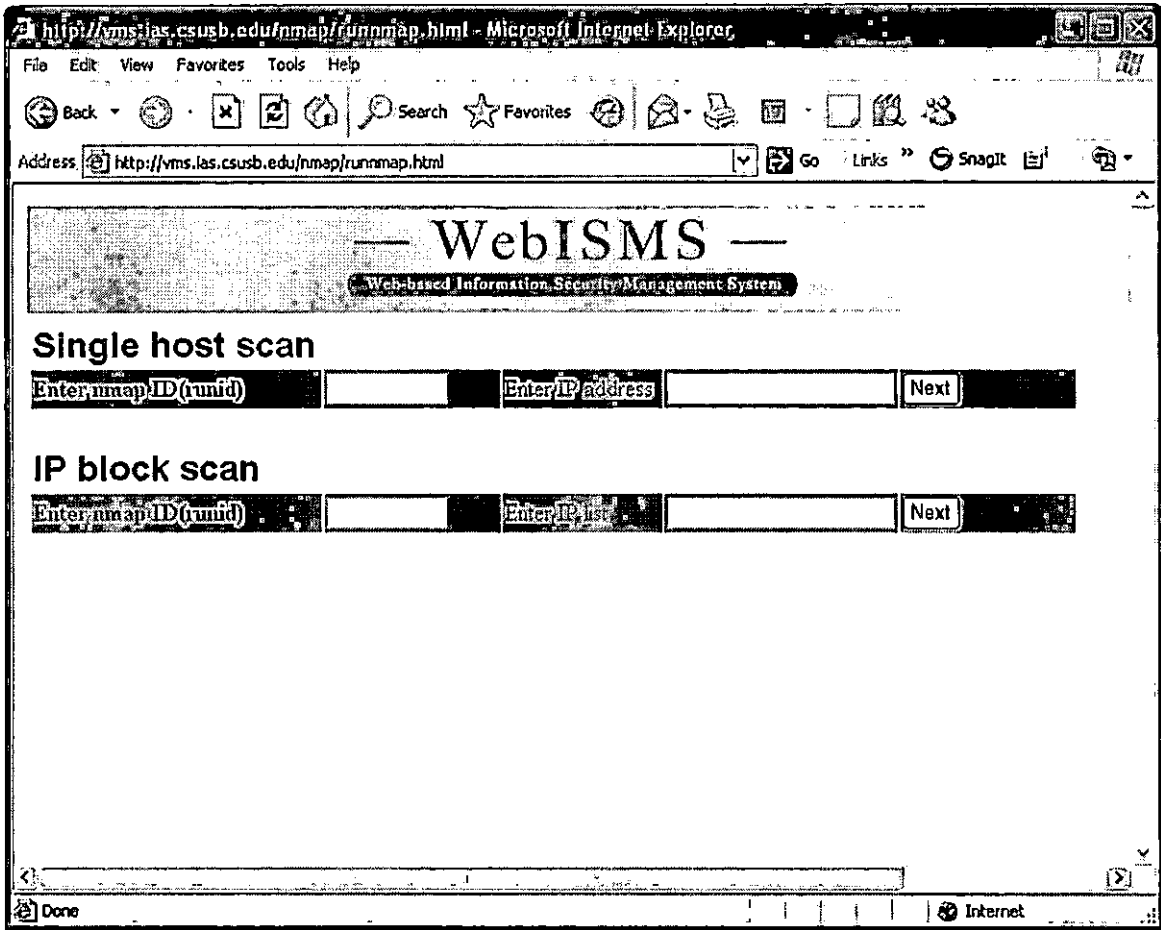 http://vms.ias.csusb.edu/nmap/runnmap.html - Microsoft Internet Explorer
File Edit View Favorites Tools Help
Back Search Favorites
Address http://vms.ias.csusb.edu/nmap/runnmap.html Go Links » SnagIt
— WebISMS —
Web-based Information Security Management System
Single host scan
Enter nmap ID(runid) Enter IP address Next
IP block scan
Enter nmap ID(runid) Enter IP list Next
Done Internet